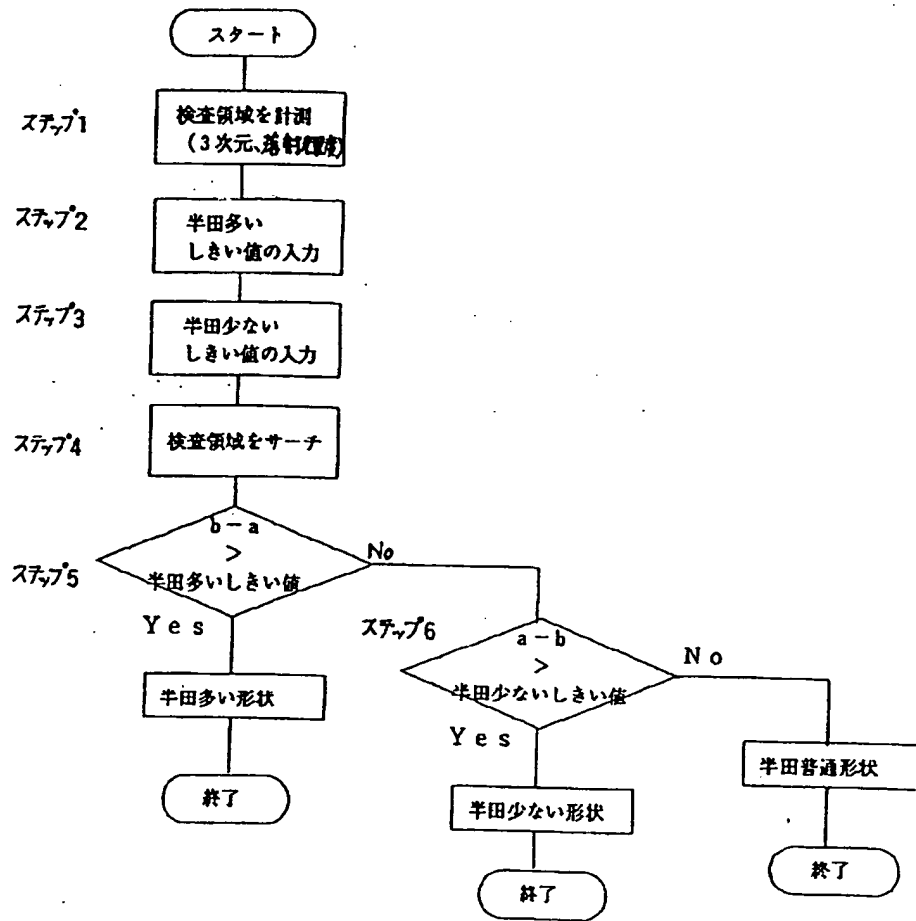 スタート
ステップ1
検査領域を計測
(3次元、落射輝度)
ステップ2
半田多い
しきい値の入力
ステップ3
半田少ない
しきい値の入力
ステップ4
検査領域をサーチ
ステップ5
b-a
>
半田多いしきい値
No
Yes
半田多い形状
終了
ステップ6
a-b
>
半田少ないしきい値
No
Yes
半田少ない形状
終了
半田普通形状
終了